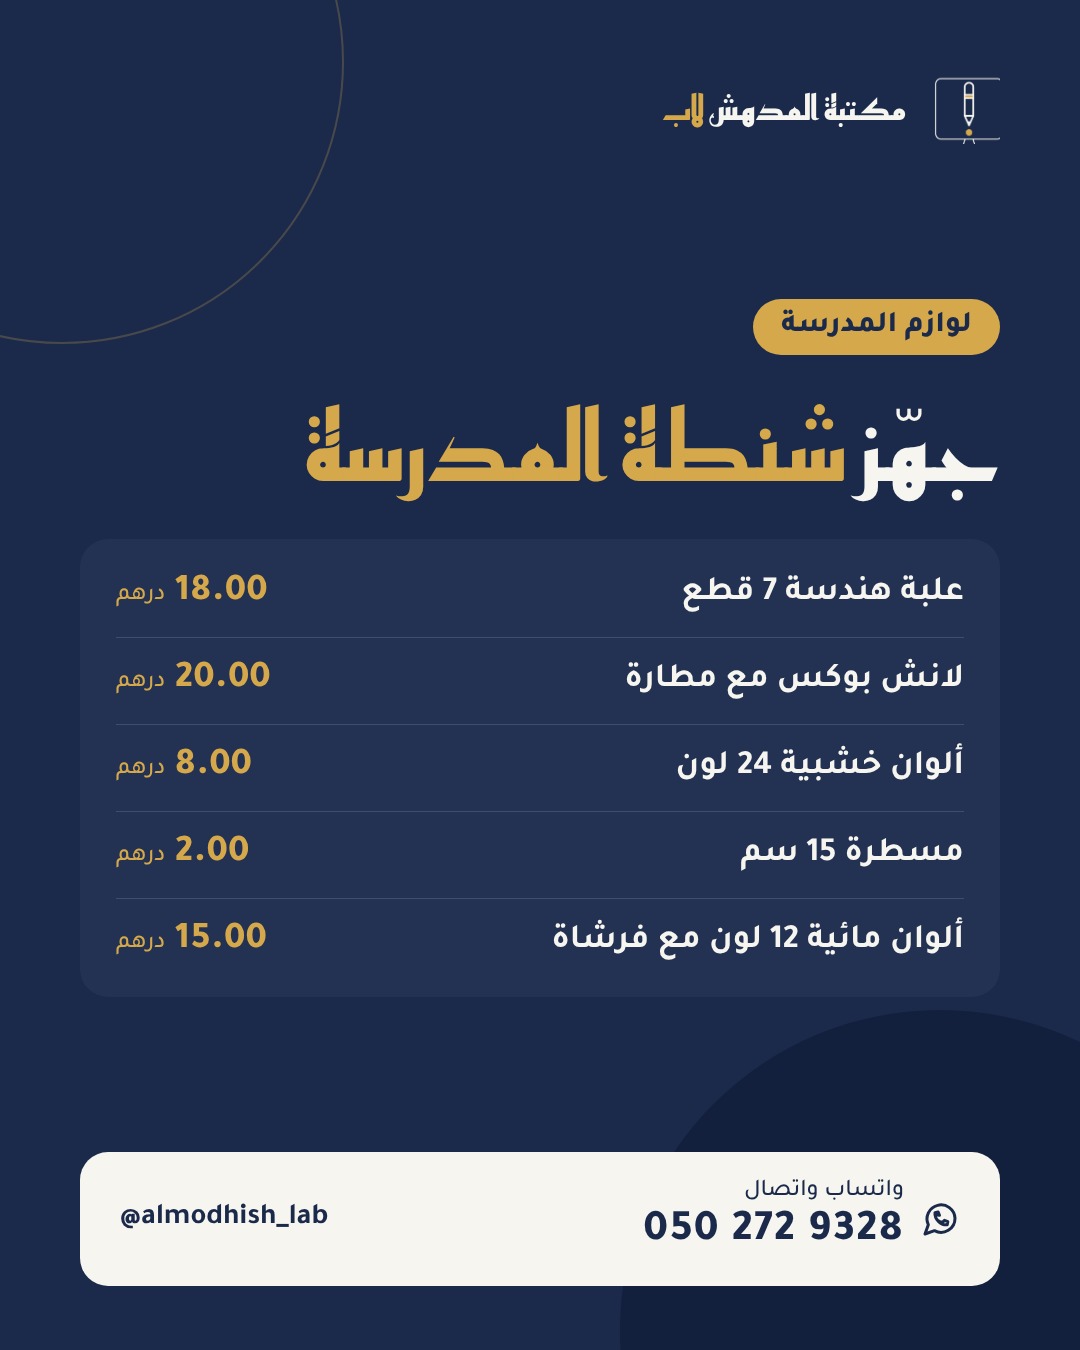 مكتبة المدهش لاب
لوازم المدرسة
جهّز شنطة المدرسة
علبة هندسة 7 قطع 18.00 درهم
لانش بوكس مع مطارة 20.00 درهم
ألوان خشبية 24 لون 8.00 درهم
مسطرة 15 سم 2.00 درهم
ألوان مائية 12 لون مع فرشاة 15.00 درهم
واتساب واتصال
050 272 9328
@almodhish_lab